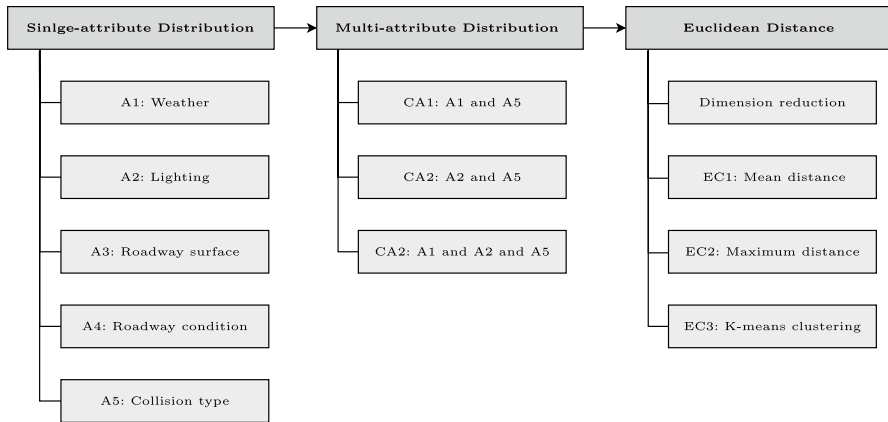 Sinlge-attribute Distribution
Multi-attribute Distribution
Euclidean Distance
A1: Weather
A2: Lighting
A3: Roadway surface
A4: Roadway condition
A5: Collision type
CA1: A1 and A5
CA2: A2 and A5
CA2: A1 and A2 and A5
Dimension reduction
EC1: Mean distance
EC2: Maximum distance
EC3: K-means clustering